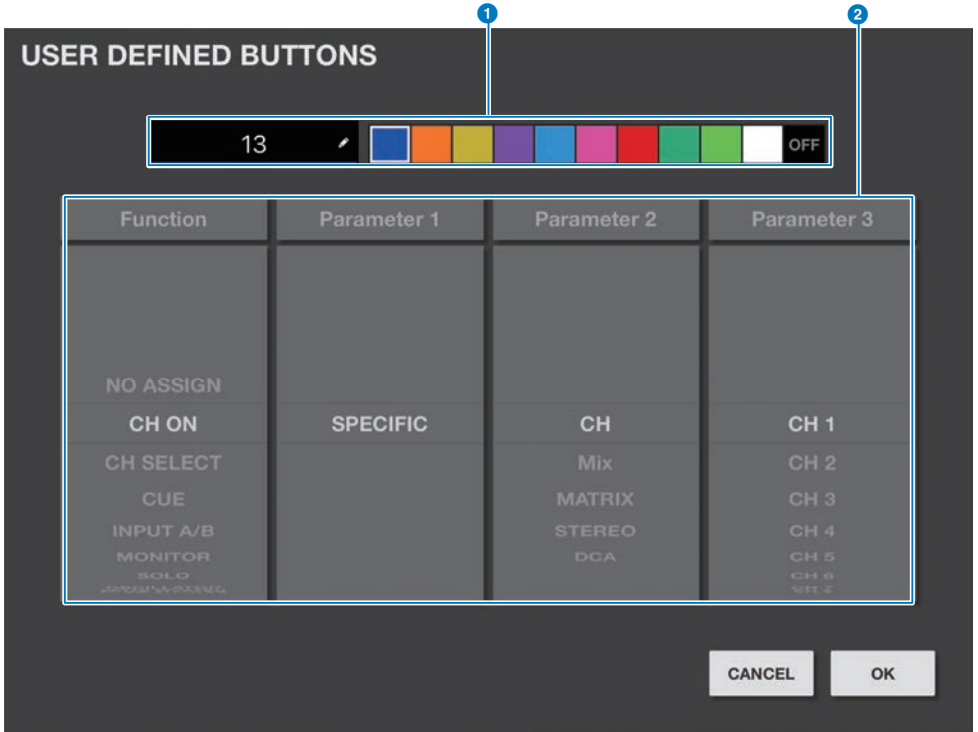 1 2
USER DEFINED BUTTONS
13 OFF
Function Parameter 1 Parameter 2 Parameter 3
NO ASSIGN
CH ON SPECIFIC CH CH 1
CH SELECT Mix CH 2
CUE MATRIX CH 3
INPUT A/B STEREO CH 4
MONITOR DCA CH 5
SOLO CH 6
CANCEL OK